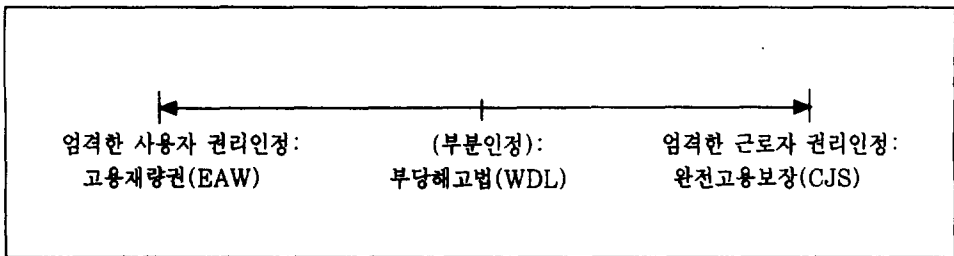 엄격한 사용자 권리인정:
고용재량권(EAW)
(부분인정):
부당해고법(WDL)
엄격한 근로자 권리인정:
완전고용보장(CJS)